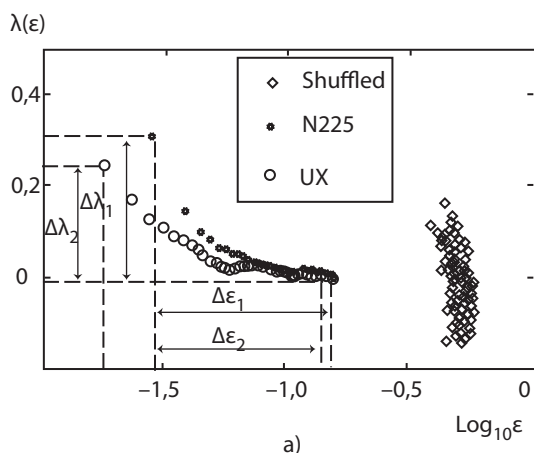 λ(ε)
0,4
Shuffled
N225
UX
0,2
Δλ₂
Δλ₁
0
Δε₁
Δε₂
−1,5
−1,0
−0,5
0
Log₁₀ε
a)